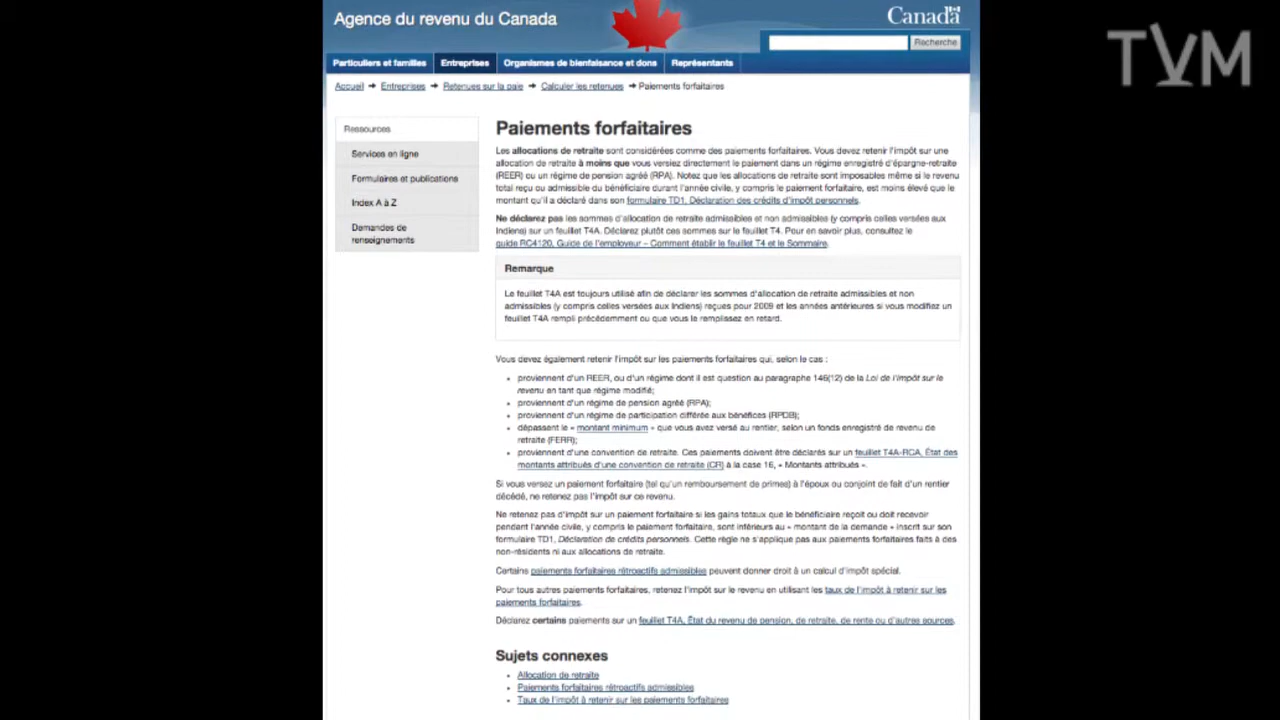 Agence du revenu du Canada
Canada
TVM
Recherche
Particuliers et familles Entreprises Organismes de bienfaisance et dons Représentants
Accueil ➔ Entreprises ➔ Retenues sur la paie ➔ Calculer les retenues ➔ Paiements forfaitaires
Ressources
Services en ligne
Formulaires et publications
Index A à Z
Demandes de
renseignements
Paiements forfaitaires
Les allocations de retraite sont considérées comme des paiements forfaitaires. Vous devez retenir l'impôt sur une
allocation de retraite à moins que vous versiez directement le paiement dans un régime enregistré d'épargne-retraite
(REER) ou un régime de pension agréé (RPA). Notez que les allocations de retraite sont imposables même si le revenu
total reçu ou admissible du bénéficiaire durant l'année civile, y compris le paiement forfaitaire, est moins élevé que le
montant qu'il a déclaré dans son formulaire TD1, Déclaration des crédits d'impôt personnels.
Ne déclarez pas les sommes d'allocation de retraite admissibles et non admissibles (y compris celles versées aux
Indiens) sur un feuillet T4A. Déclarez plutôt ces sommes sur le feuillet T4. Pour en savoir plus, consultez le
guide RC4120, Guide de l'employeur – Comment établir le feuillet T4 et le Sommaire.
Remarque
Le feuillet T4A est toujours utilisé afin de déclarer les sommes d'allocation de retraite admissibles et non
admissibles (y compris celles versées aux Indiens) reçues pour 2009 et les années antérieures si vous modifiez un
feuillet T4A rempli précédemment ou que vous le remplissez en retard.
Vous devez également retenir l'impôt sur les paiements forfaitaires qui, selon le cas :
• proviennent d'un REER, ou d'un régime dont il est question au paragraphe 146(12) de la Loi de l'impôt sur le
revenu en tant que régime modifié;
• proviennent d'un régime de pension agréé (RPA);
• proviennent d'un régime de participation différée aux bénéfices (RPDB);
• dépassent le « montant minimum » que vous avez versé au rentier, selon un fonds enregistré de revenu de
retraite (FERR);
• proviennent d'une convention de retraite. Ces paiements doivent être déclarés sur un feuillet T4A-RCA, État des
montants attribués d'une convention de retraite (CR) à la case 16, « Montants attribués ».
Si vous versez un paiement forfaitaire (tel qu'un remboursement de primes) à l'époux ou conjoint de fait d'un rentier
décédé, ne retenez pas l'impôt sur ce revenu.
Ne retenez pas d'impôt sur un paiement forfaitaire si les gains totaux que le bénéficiaire reçoit ou doit recevoir
pendant l'année civile, y compris le paiement forfaitaire, sont inférieurs au « montant de la demande » inscrit sur son
formulaire TD1, Déclaration de crédits personnels. Cette règle ne s'applique pas aux paiements forfaitaires faits à des
non-résidents ni aux allocations de retraite.
Certains paiements forfaitaires rétroactifs admissibles peuvent donner droit à un calcul d'impôt spécial.
Pour tous autres paiements forfaitaires, retenez l'impôt sur le revenu en utilisant les taux de l'impôt à retenir sur les
paiements forfaitaires.
Déclarez certains paiements sur un feuillet T4A, État du revenu de pension, de retraite, de rente ou d'autres sources.
Sujets connexes
• Allocation de retraite
• Paiements forfaitaires rétroactifs admissibles
• Taux de l'impôt à retenir sur les paiements forfaitaires